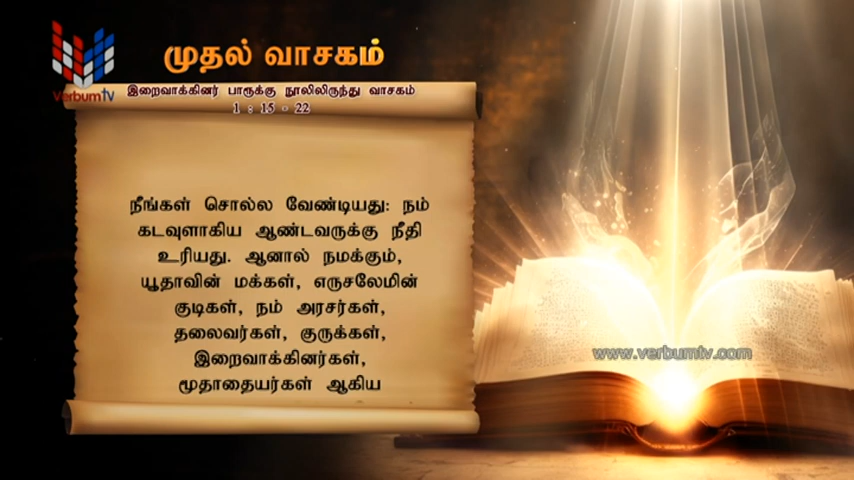 முதல் வாசகம்
VerbumTV
இறைவாக்கினர் பாரூக்கு நூலிலிருந்து வாசகம்
1 : 15 - 22
நீங்கள் சொல்ல வேண்டியது: நம்
கடவுளாகிய ஆண்டவருக்கு நீதி
உரியது. ஆனால் நமக்கும்,
யூதாவின் மக்கள், எருசலேமின்
குடிகள், நம் அரசர்கள்,
தலைவர்கள், குருக்கள்,
இறைவாக்கினர்கள்,
மூதாதையர்கள் ஆகிய
www.verbumtv.com